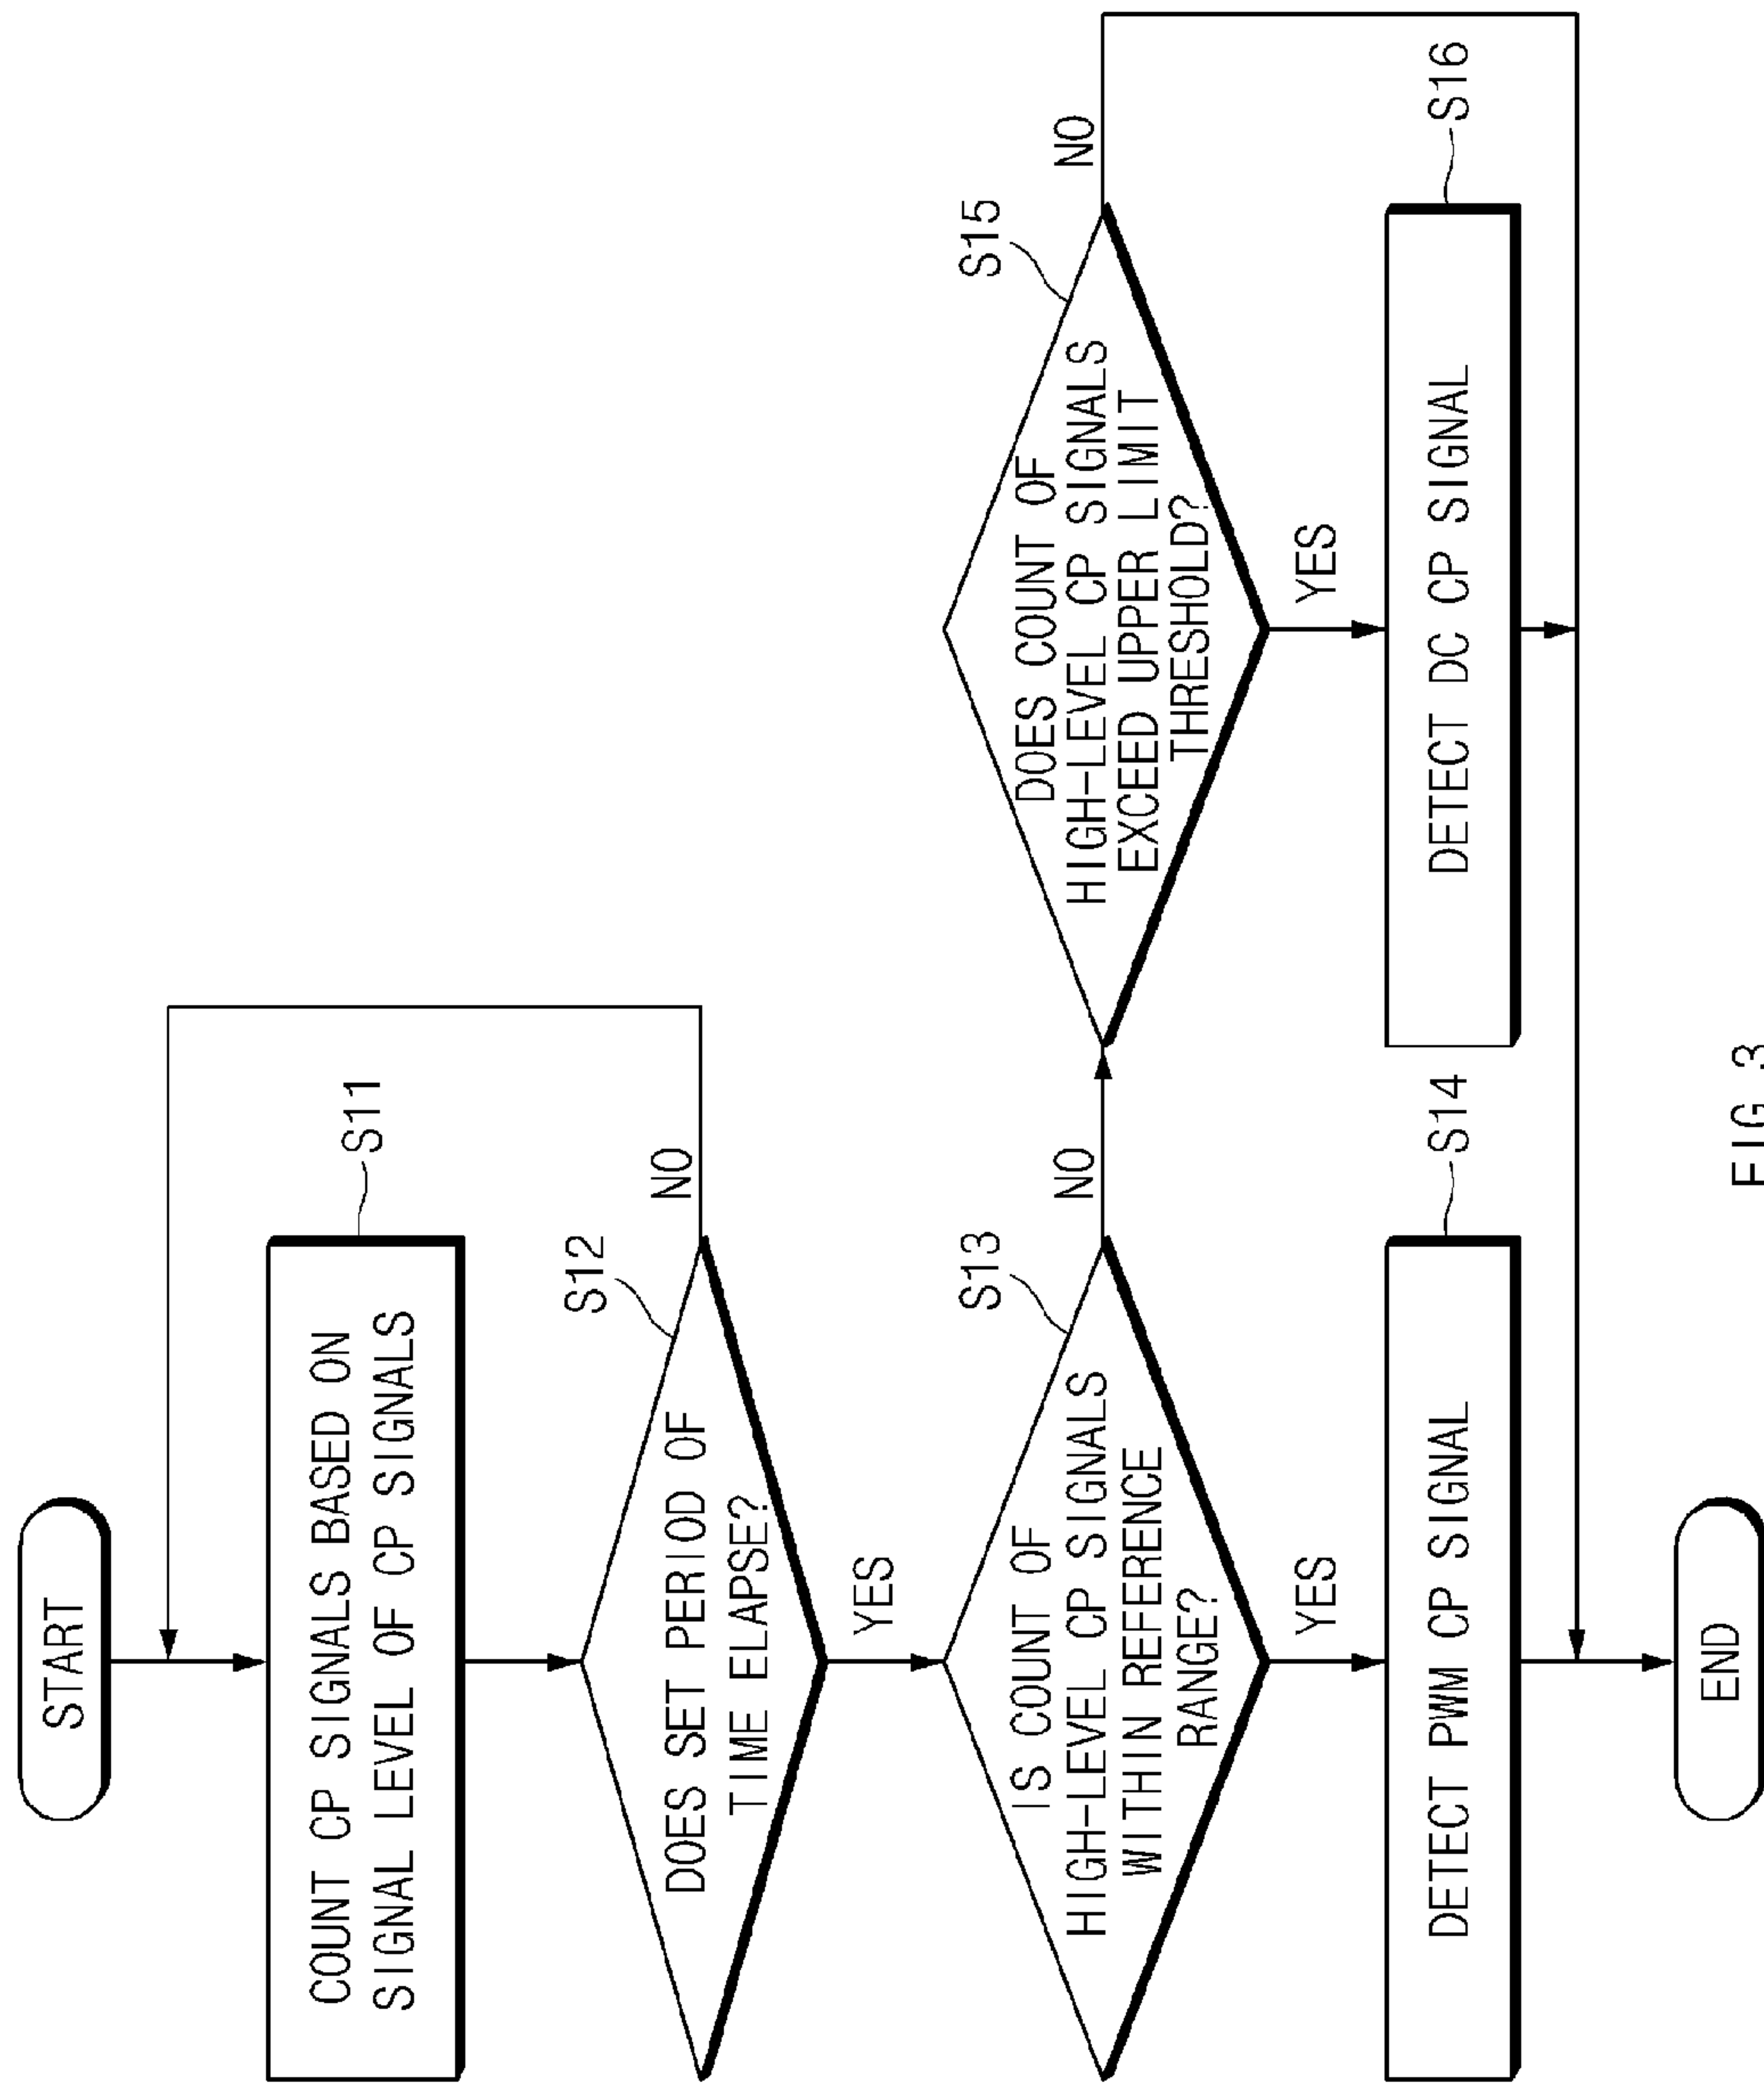 START
COUNT CP SIGNALS BASED ON
SIGNAL LEVEL OF CP SIGNALS
S11
DOES SET PERIOD OF
TIME ELAPSE?
S12
NO
YES
IS COUNT OF
HIGH-LEVEL CP SIGNALS
WITHIN REFERENCE
RANGE?
S13
NO
YES
DOES COUNT OF
HIGH-LEVEL CP SIGNALS
EXCEED UPPER LIMIT
THRESHOLD?
S15
NO
YES
DETECT PWM CP SIGNAL
S14
DETECT DC CP SIGNAL
S16
END
FIG.3